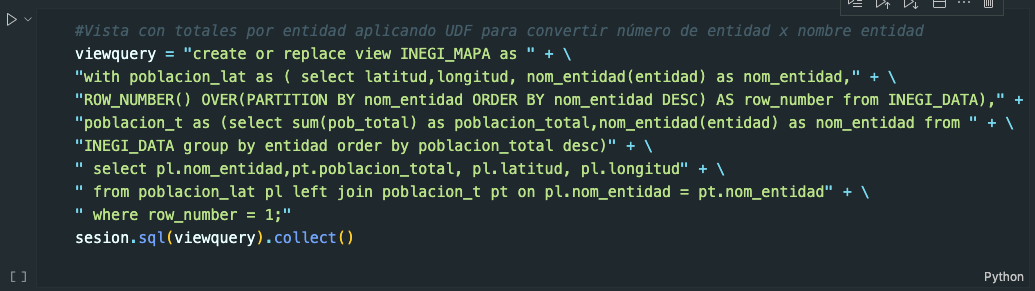 #Vista con totales por entidad aplicando UDF para convertir número de entidad x nombre entidad
viewquery = "create or replace view INEGI_MAPA as " + \
"with poblacion_lat as ( select latitud,longitud, nom_entidad(entidad) as nom_entidad," + \
"ROW_NUMBER() OVER(PARTITION BY nom_entidad ORDER BY nom_entidad DESC) AS row_number from INEGI_DATA)," +
"poblacion_t as (select sum(pob_total) as poblacion_total,nom_entidad(entidad) as nom_entidad from " + \
"INEGI_DATA group by entidad order by poblacion_total desc)" + \
" select pl.nom_entidad,pt.poblacion_total, pl.latitud, pl.longitud" + \
" from poblacion_lat pl left join poblacion_t pt on pl.nom_entidad = pt.nom_entidad" + \
" where row_number = 1;"
sesion.sql(viewquery).collect()
[ ]
Python